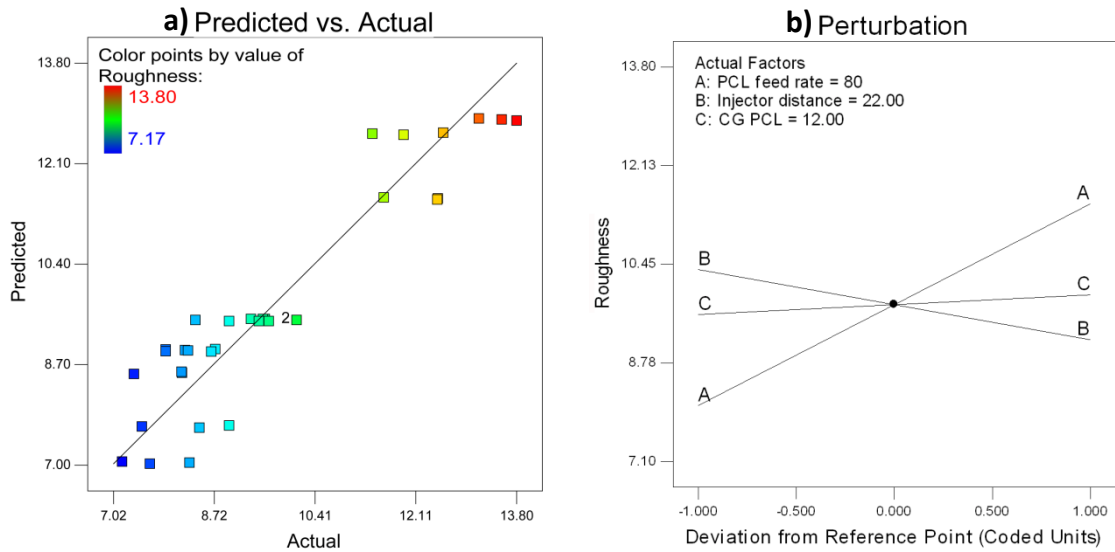 a) Predicted vs. Actual
Color points by value of
Roughness:
13.80
7.17
13.80
12.10
10.40
8.70
7.00
Predicted
2
7.02
8.72
10.41
12.11
13.80
Actual
b) Perturbation
Actual Factors
A: PCL feed rate = 80
B: Injector distance = 22.00
C: CG PCL = 12.00
13.80
12.13
10.45
8.78
7.10
Roughness
A
B
C
C
B
A
-1.000
-0.500
0.000
0.500
1.000
Deviation from Reference Point (Coded Units)